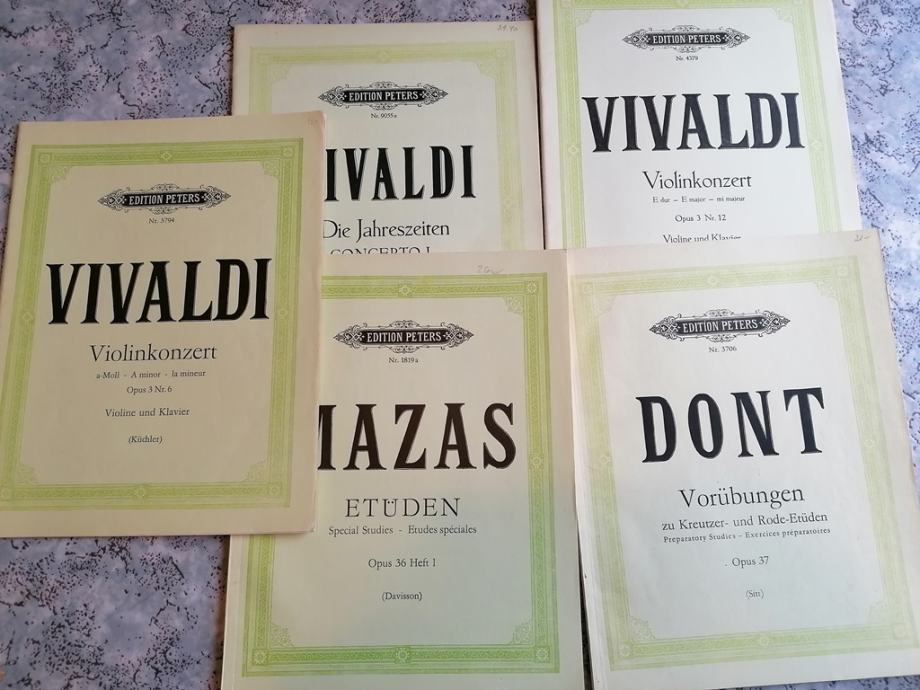 EDITION PETERS
Nr. 3794
VIVALDI
Violinkonzert
a-Moll - A minor - la mineur
Opus 3 Nr. 6
Violine und Klavier
(Küchler)
EDITION PETERS
Nr. 9055a
IVALDI
Die Jahreszeiten
CONCERTO I
EDITION PETERS
Nr. 4379
VIVALDI
Violinkonzert
E dur – E major – mi majeur
Opus 3 Nr. 12
Violine und Klavier
EDITION PETERS
Nr. 1819a
MAZAS
ETÜDEN
Special Studies - Etudes spéciales
Opus 36 Heft 1
(Davisson)
21.-
EDITION PETERS
Nr. 3706
DONT
Vorübungen
zu Kreutzer- und Rode-Etüden
Preparatory Studies – Exercices préparatoires
Opus 37
(Sitt)